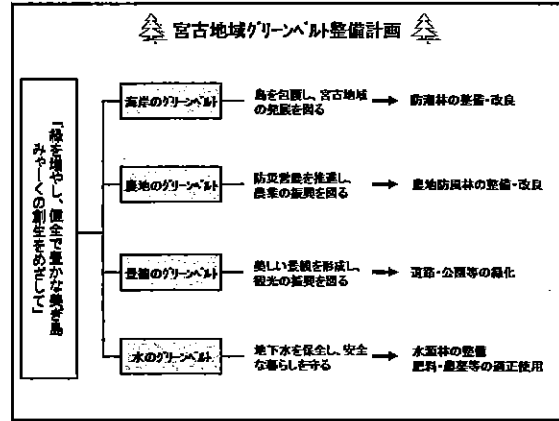 宮古地域グリーンベルト整備計画
「緑を増やし、健全で豊かな美ぎ島
みゃーくの創生をめざして」
海岸のグリーンベルト
島を包囲し、宮古地域
の発展を図る
防潮林の整備・改良
農地のグリーンベルト
防災営農を推進し、
農業の振興を図る
農地防風林の整備・改良
景観のグリーンベルト
美しい景観を形成し、
観光の振興を図る
道路・公園等の緑化
水のグリーンベルト
地下水を保全し、安全
な暮らしを守る
水源林の整備
肥料・農薬等の適正使用